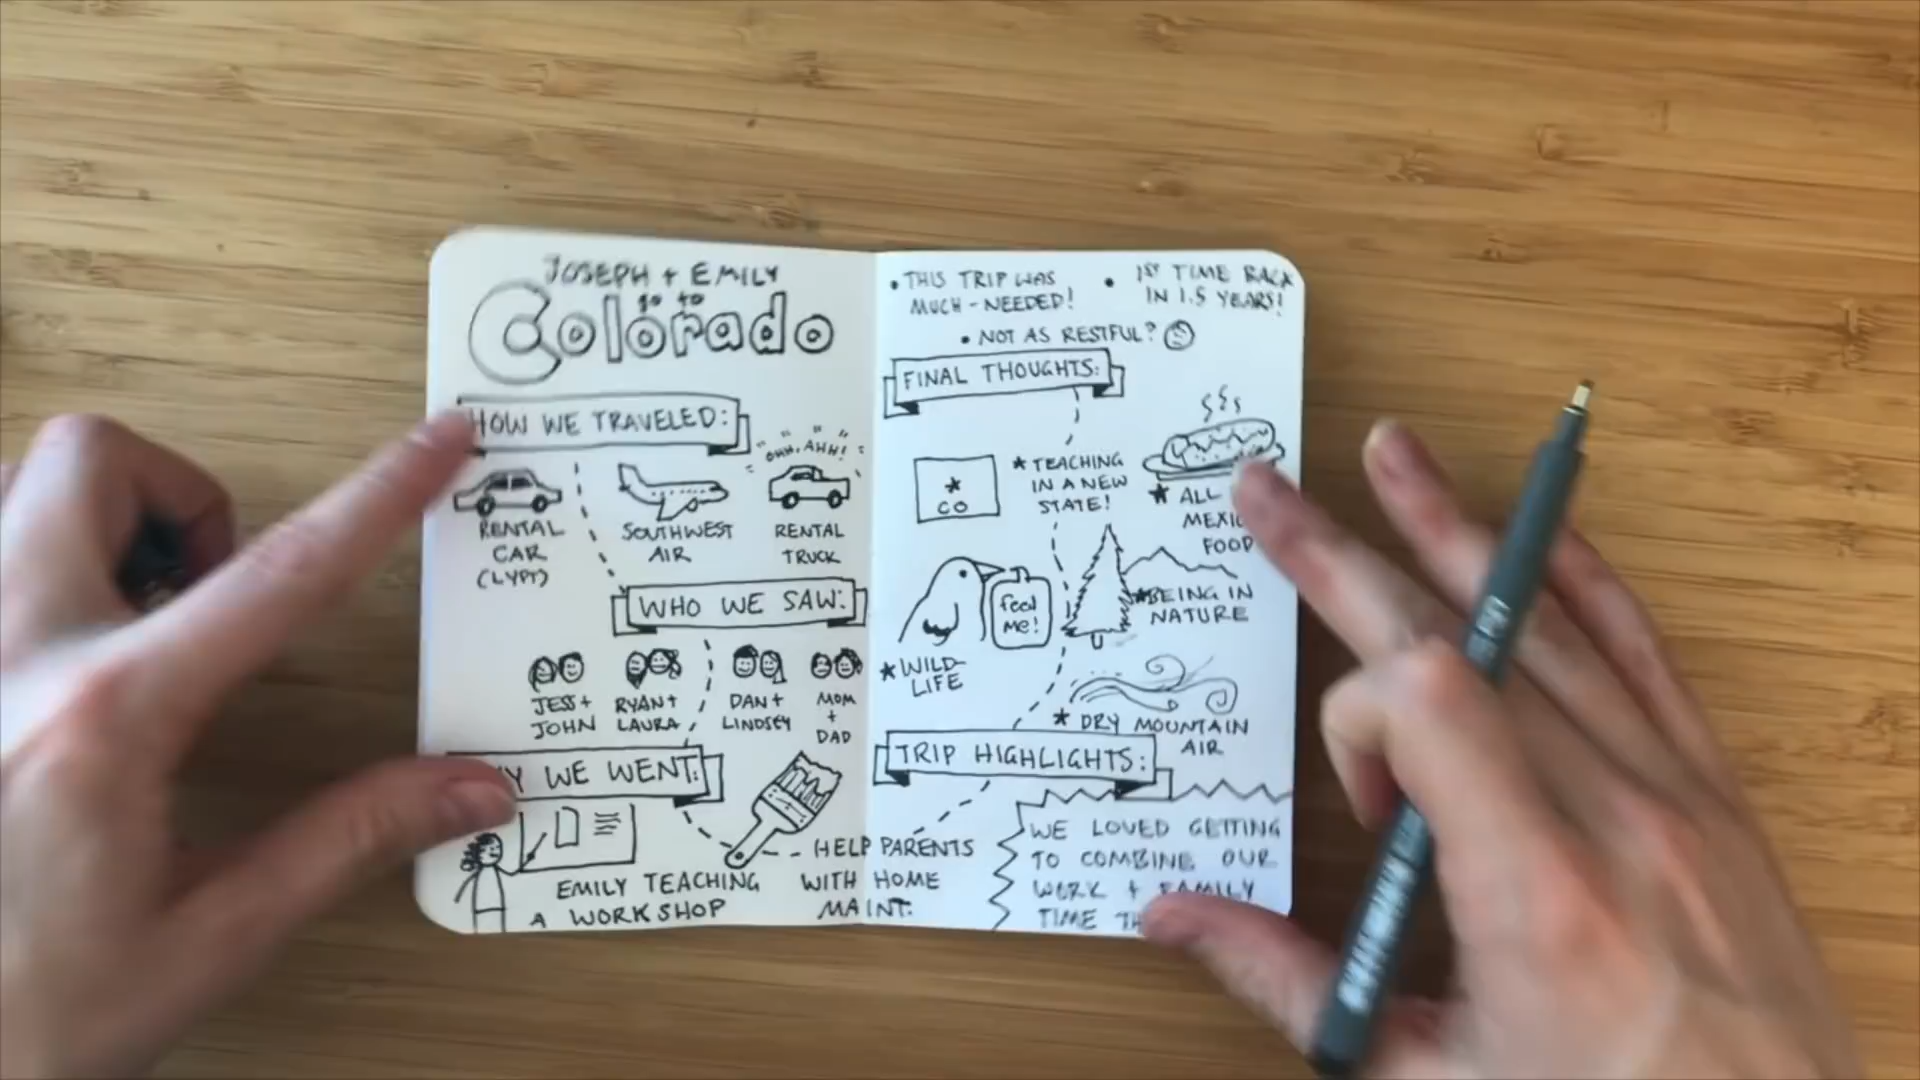 JOSEPH + EMILY
go to
Colorado
HOW WE TRAVELED:
RENTAL
CAR
(LYFT)
SOUTHWEST
AIR
OHH, AHH!
RENTAL
TRUCK
WHO WE SAW:
JESS +
JOHN
RYAN +
LAURA
DAN +
LINDSEY
MOM
+
DAD
WE WENT:
EMILY TEACHING
A WORKSHOP
HELP PARENTS
WITH HOME
MAINT.
• THIS TRIP WAS
MUCH-NEEDED!
• 1ST TIME BACK
IN 1.5 YEARS!
• NOT AS RESTFUL?
FINAL THOUGHTS:
*
CO
* TEACHING
IN A NEW
STATE!
* ALL
FOOD
feed
me!
* WILD-
LIFE
* BEING IN
NATURE
* DRY MOUNTAIN
AIR
TRIP HIGHLIGHTS:
WE LOVED GETTING
TO COMBINE OUR
WORK + FAMILY
TIME